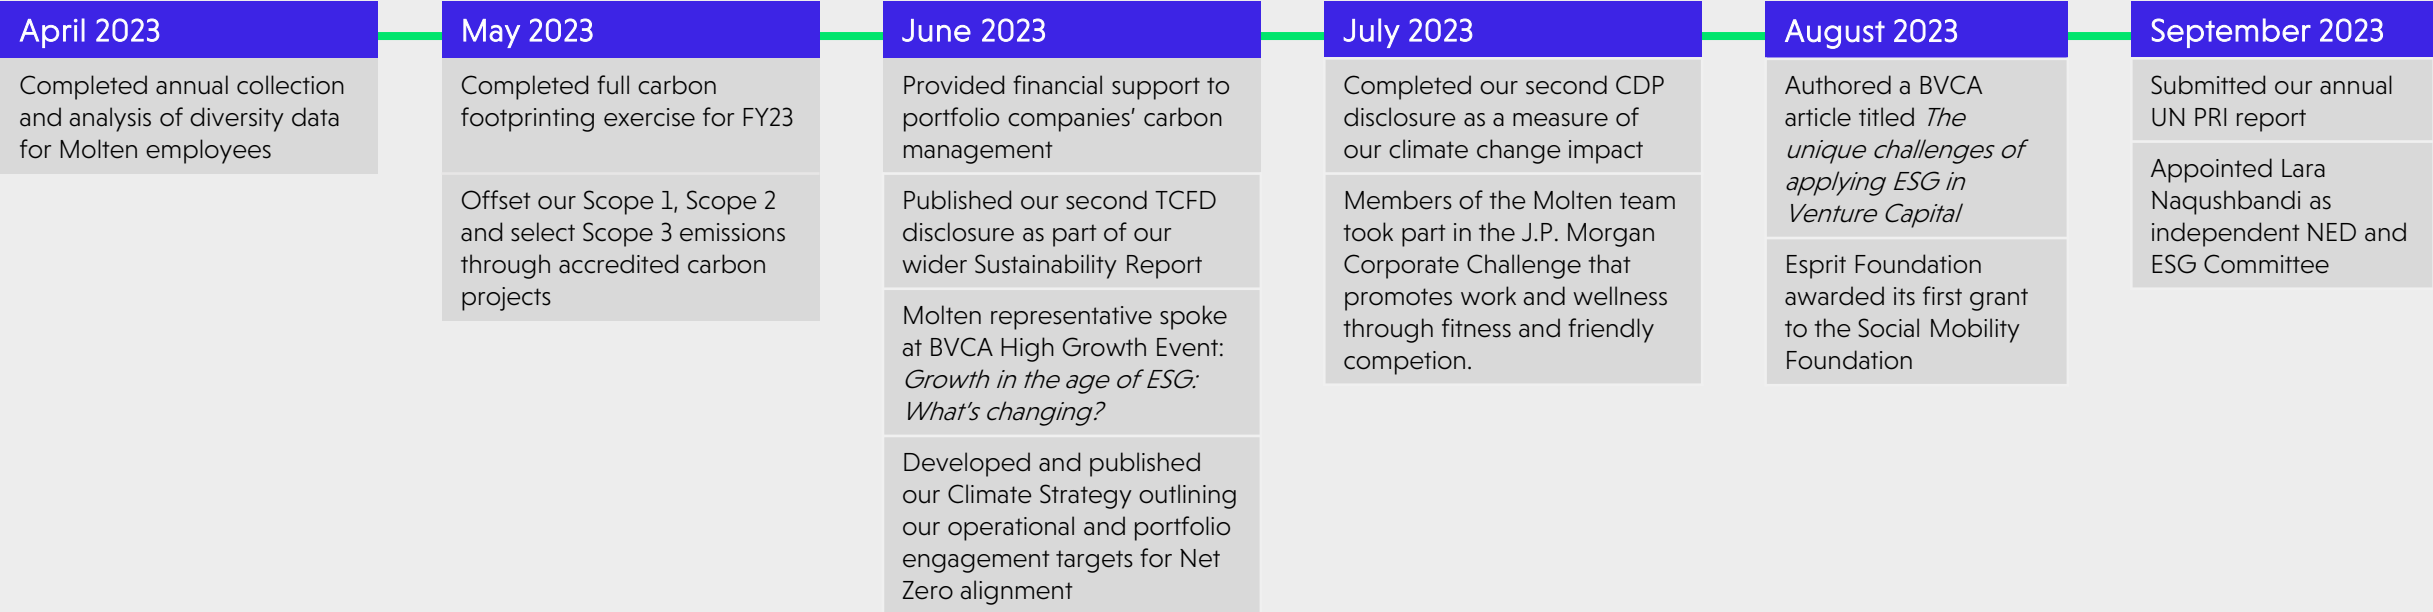 April 2023
Completed annual collection
and analysis of diversity data
for Molten employees
May 2023
Completed full carbon
footprinting exercise for FY23
Offset our Scope 1, Scope 2
and select Scope 3 emissions
through accredited carbon
projects
June 2023
Provided financial support to
portfolio companies’ carbon
management
Published our second TCFD
disclosure as part of our
wider Sustainability Report
Molten representative spoke
at BVCA High Growth Event:
Growth in the age of ESG:
What’s changing?
Developed and published
our Climate Strategy outlining
our operational and portfolio
engagement targets for Net
Zero alignment
July 2023
Completed our second CDP
disclosure as a measure of
our climate change impact
Members of the Molten team
took part in the J.P. Morgan
Corporate Challenge that
promotes work and wellness
through fitness and friendly
competion.
August 2023
Authored a BVCA
article titled The
unique challenges of
applying ESG in
Venture Capital
Esprit Foundation
awarded its first grant
to the Social Mobility
Foundation
September 2023
Submitted our annual
UN PRI report
Appointed Lara
Naqushbandi as
independent NED and
ESG Committee